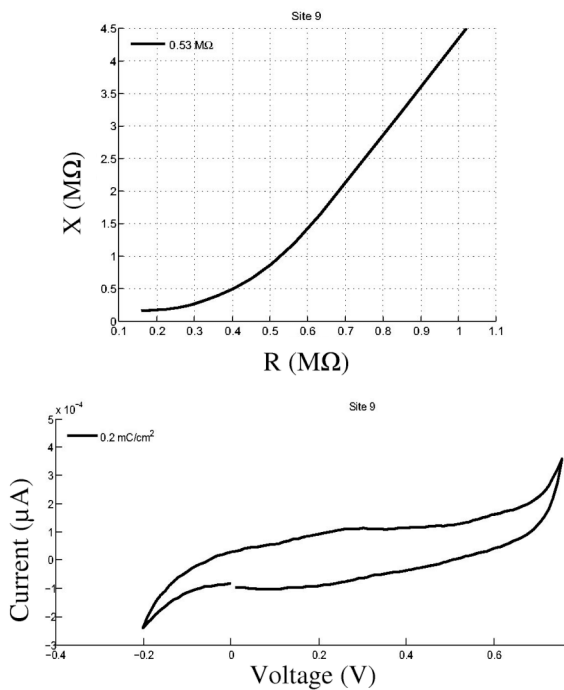 Site 9
0.53 MΩ
4.5
4
3.5
3
2.5
2
1.5
1
0.5
0
0.1 0.2 0.3 0.4 0.5 0.6 0.7 0.8 0.9 1 1.1
X (MΩ)
R (MΩ)
Site 9
x 10⁻⁴
0.2 mC/cm²
5
4
3
2
1
0
-1
-2
-3
-0.4 -0.2 0 0.2 0.4 0.6
Current (µA)
Voltage (V)